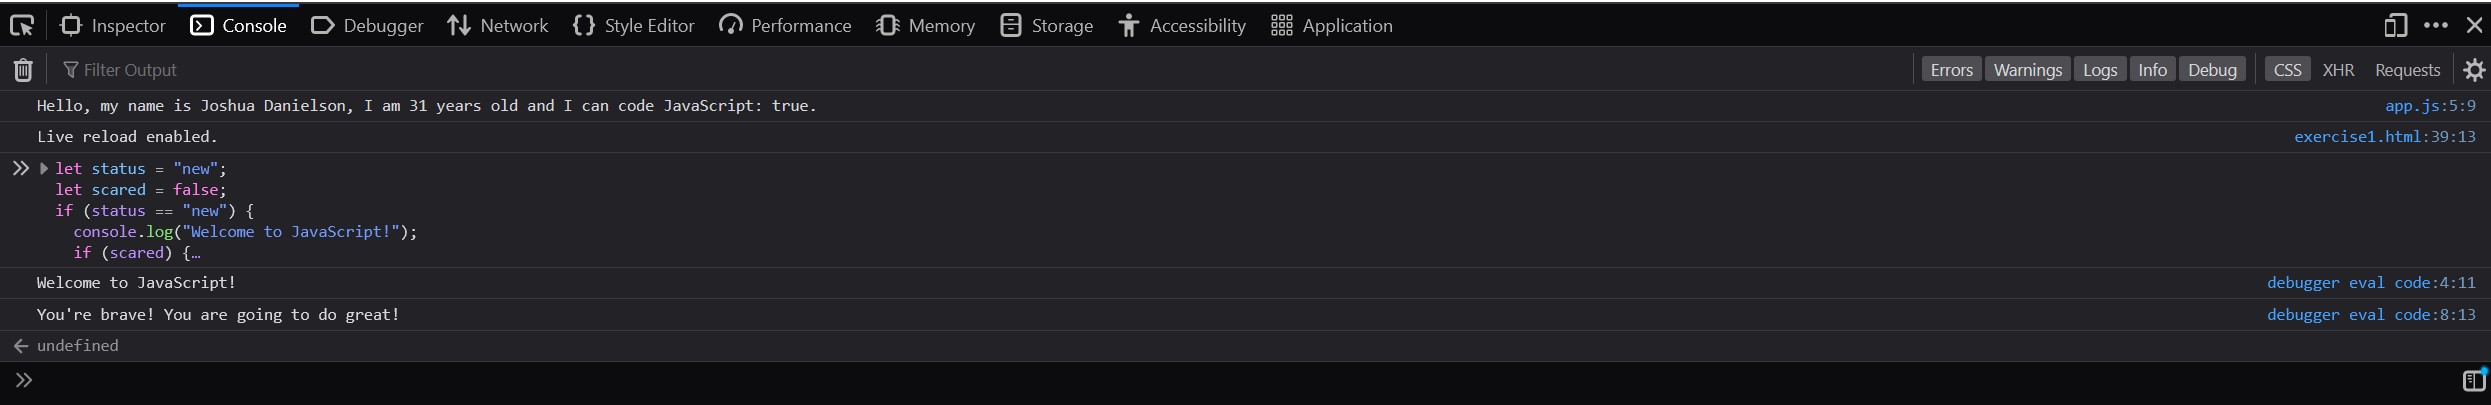 Inspector Console Debugger Network Style Editor Performance Memory Storage Accessibility Application
Filter Output Errors Warnings Logs Info Debug CSS XHR Requests
Hello, my name is Joshua Danielson, I am 31 years old and I can code JavaScript: true. app.js:5:9
Live reload enabled. exercise1.html:39:13
let status = "new";
let scared = false;
if (status == "new") {
console.log("Welcome to JavaScript!");
if (scared) {…
Welcome to JavaScript! debugger eval code:4:11
You're brave! You are going to do great! debugger eval code:8:13
undefined